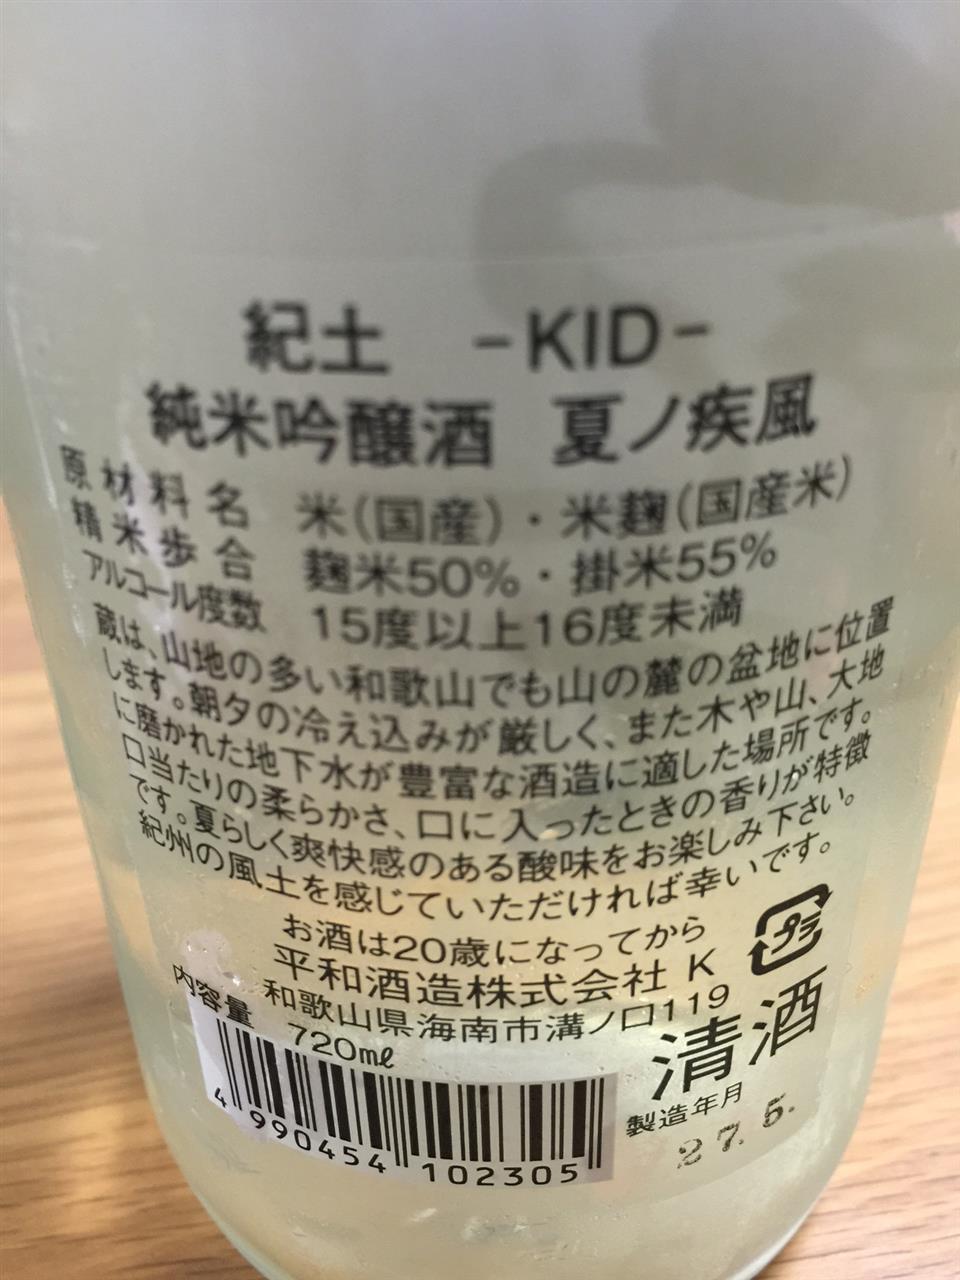 紀土 -KID-
純米吟醸酒 夏ノ疾風
原材料名 米(国産)・米麹(国産米)
精米歩合 麹米50%・掛米55%
アルコール度数 15度以上16度未満
蔵は、山地の多い和歌山でも山の麓の盆地に位置
します。朝夕の冷え込みが厳しく、また木や山、大地
に磨かれた地下水が豊富な酒造に適した場所です。
口当たりの柔らかさ、口に入ったときの香りが特徴
です。夏らしく爽快感のある酸味をお楽しみ下さい。
紀州の風土を感じていただければ幸いです。
お酒は20歳になってから
平和酒造株式会社 K
和歌山県海南市溝ノ口119
プラ
内容量 720ml
清酒
製造年月
27.5.
4 990454 102305